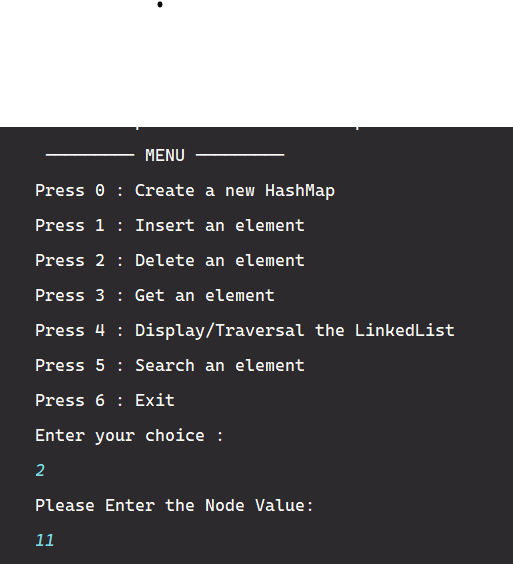 ───────── MENU ─────────
Press 0 : Create a new HashMap
Press 1 : Insert an element
Press 2 : Delete an element
Press 3 : Get an element
Press 4 : Display/Traversal the LinkedList
Press 5 : Search an element
Press 6 : Exit
Enter your choice :
2
Please Enter the Node Value:
11